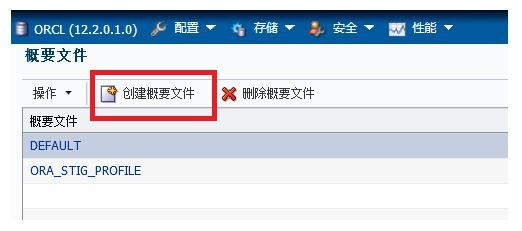 ORCL (12.2.0.1.0) 配置 存储 安全 性能
概要文件
操作 创建概要文件 删除概要文件
概要文件
DEFAULT
ORA_STIG_PROFILE